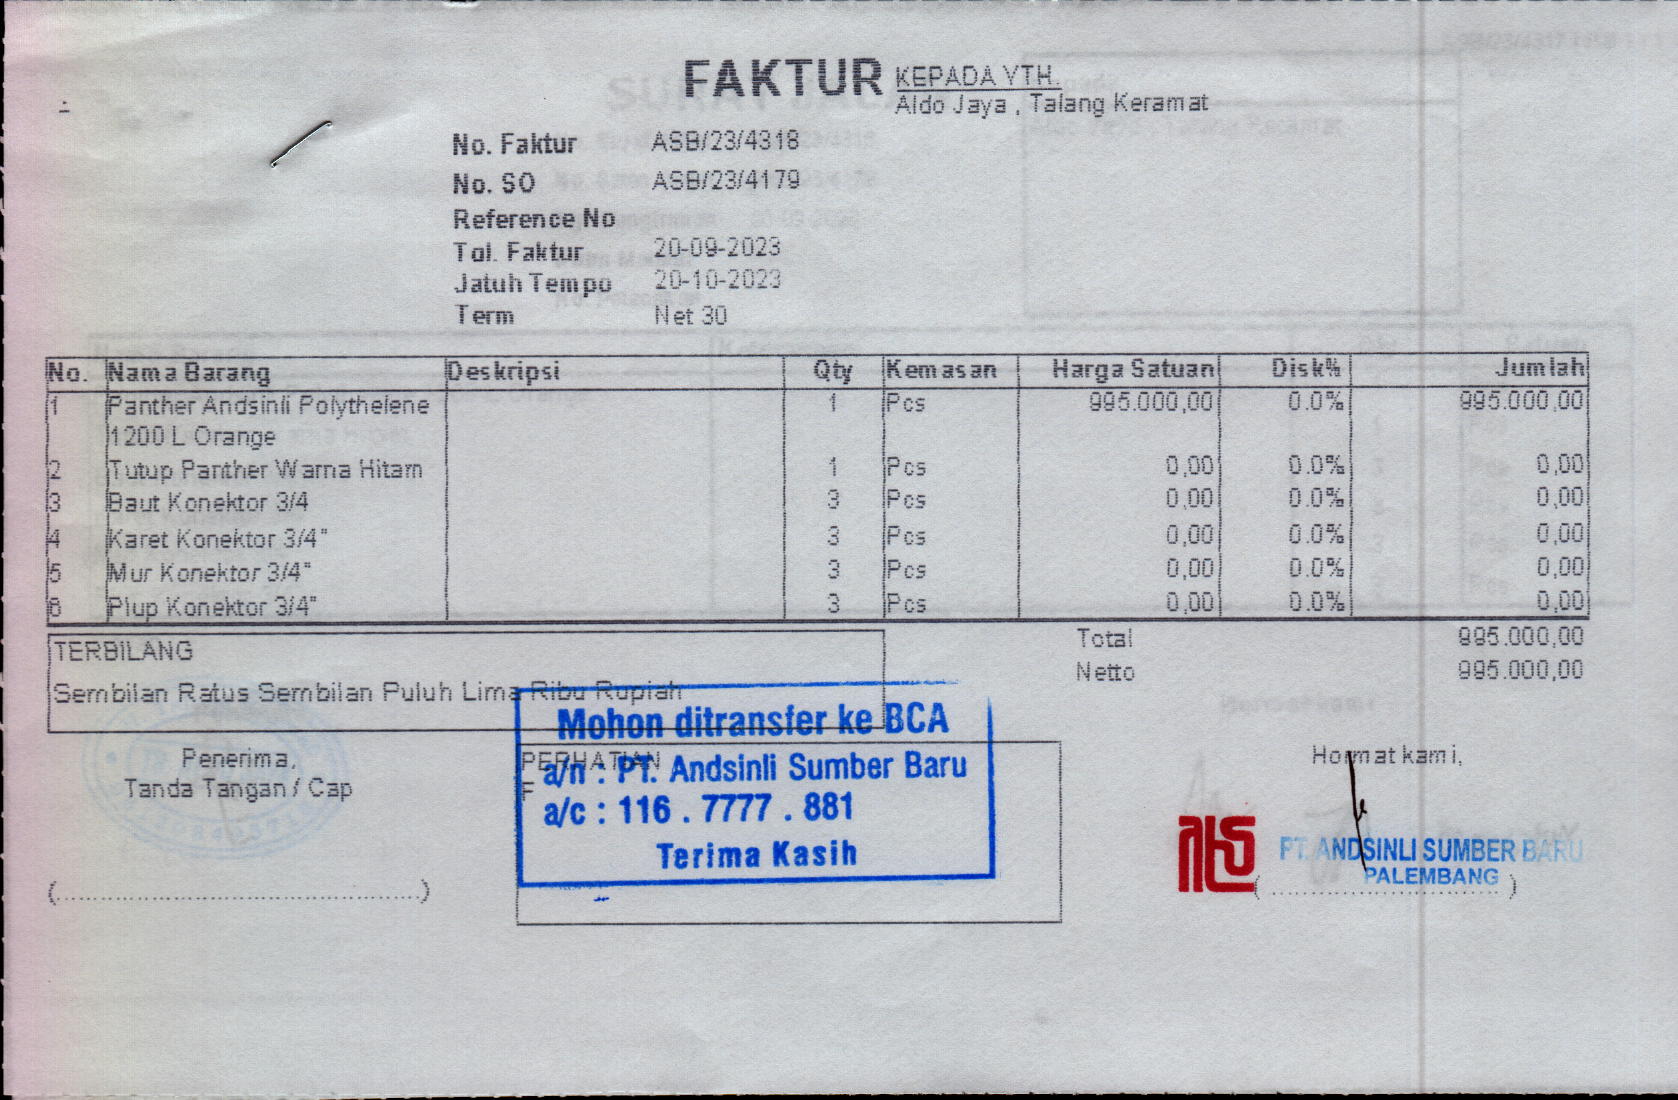 FAKTUR
KEPADA YTH.
Aldo Jaya , Talang Keramat
No. Faktur ASB/23/4318
No. SO ASB/23/4179
Reference No
Tgl. Faktur 20-09-2023
Jatuh Tempo 20-10-2023
Term Net 30
No. Nama Barang Deskripsi Qty Kemasan Harga Satuan Disk% Jumlah
1 Panther Andsinli Polythelene 1 Pcs 995.000,00 0.0% 995.000,00
1200 L Orange
2 Tutup Panther Warna Hitam 1 Pcs 0,00 0.0% 0,00
3 Baut Konektor 3/4 3 Pcs 0,00 0.0% 0,00
4 Karet Konektor 3/4" 3 Pcs 0,00 0.0% 0,00
5 Mur Konektor 3/4" 3 Pcs 0,00 0.0% 0,00
6 Plup Konektor 3/4" 3 Pcs 0,00 0.0% 0,00
Total 995.000,00
Netto 995.000,00
TERBILANG
Sembilan Ratus Sembilan Puluh Lima Ribu Rupiah
Penerima,
Tanda Tangan / Cap
(..................................................)
PERHATIAN
F
Mohon ditransfer ke BCA
a/n : PT. Andsinli Sumber Baru
a/c : 116 . 7777 . 881
Terima Kasih
Hormat kami,
PT. ANDSINLI SUMBER BARU
PALEMBANG
(..................................)